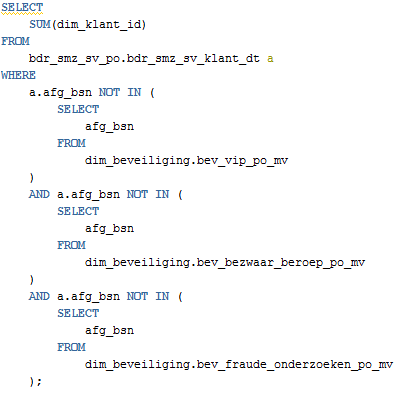 SELECT
SUM(dim_klant_id)
FROM
bdr_smz_sv_po.bdr_smz_sv_klant_dt a
WHERE
a.afg_bsn NOT IN (
SELECT
afg_bsn
FROM
dim_beveiliging.bev_vip_po_mv
)
AND a.afg_bsn NOT IN (
SELECT
afg_bsn
FROM
dim_beveiliging.bev_bezwaar_beroep_po_mv
)
AND a.afg_bsn NOT IN (
SELECT
afg_bsn
FROM
dim_beveiliging.bev_fraude_onderzoeken_po_mv
);